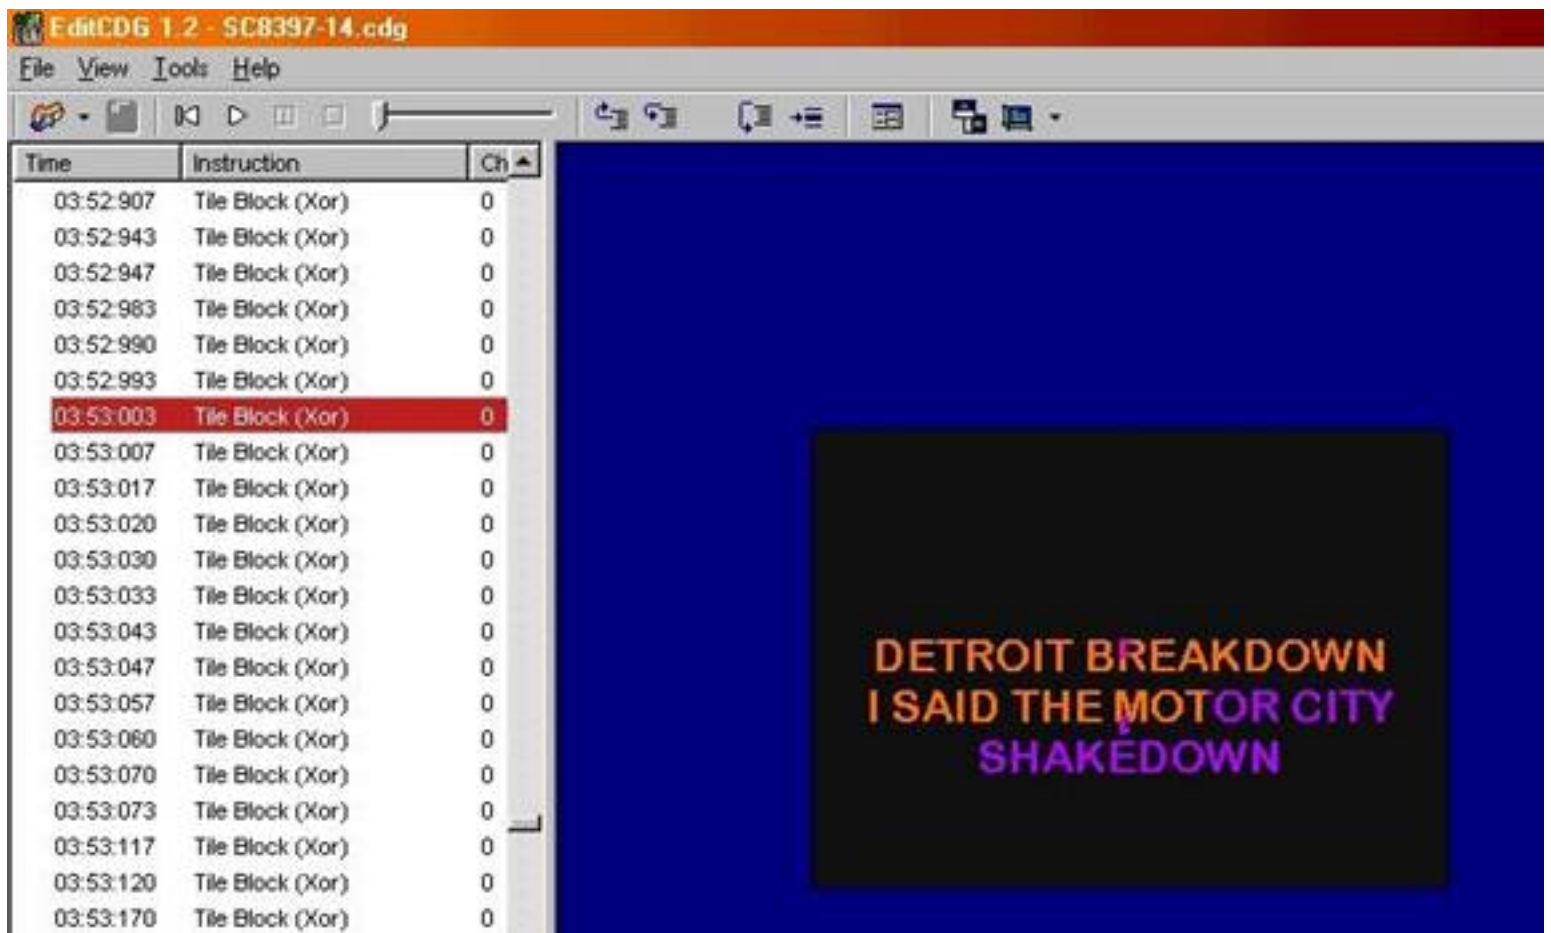 EditCDG 1.2 - SC8397-14.cdg
File View Tools Help
Time Instruction Ch
03:52:907 Tile Block (Xor) 0
03:52:943 Tile Block (Xor) 0
03:52:947 Tile Block (Xor) 0
03:52:983 Tile Block (Xor) 0
03:52:990 Tile Block (Xor) 0
03:52:993 Tile Block (Xor) 0
03:53:003 Tile Block (Xor) 0
03:53:007 Tile Block (Xor) 0
03:53:017 Tile Block (Xor) 0
03:53:020 Tile Block (Xor) 0
03:53:030 Tile Block (Xor) 0
03:53:033 Tile Block (Xor) 0
03:53:043 Tile Block (Xor) 0
03:53:047 Tile Block (Xor) 0
03:53:057 Tile Block (Xor) 0
03:53:060 Tile Block (Xor) 0
03:53:070 Tile Block (Xor) 0
03:53:073 Tile Block (Xor) 0
03:53:117 Tile Block (Xor) 0
03:53:120 Tile Block (Xor) 0
03:53:170 Tile Block (Xor) 0
DETROIT BREAKDOWN
I SAID THE MOTOR CITY
SHAKEDOWN